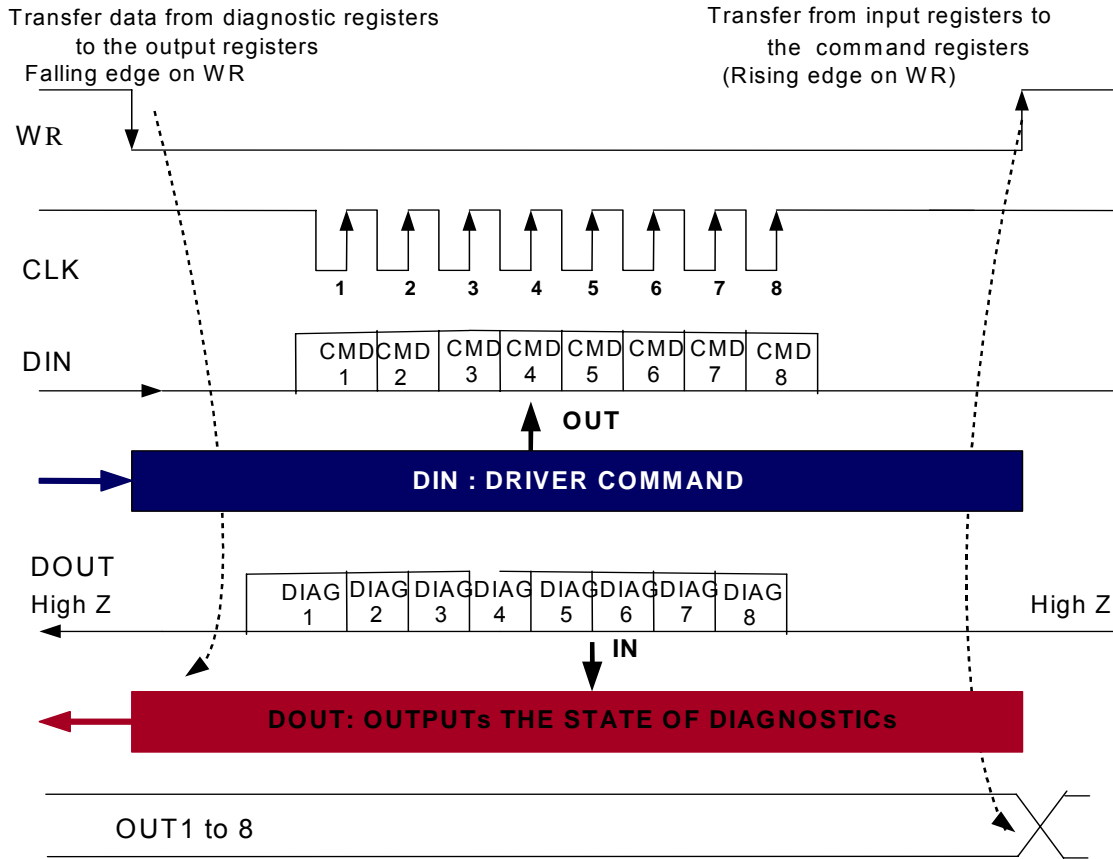 Transfer data from diagnostic registers
to the output registers
Falling edge on WR
Transfer from input registers to
the command registers
(Rising edge on WR)
WR
CLK
1 2 3 4 5 6 7 8
DIN
CMD CMD CMD CMD CMD CMD CMD CMD
1 2 3 4 5 6 7 8
OUT
DIN : DRIVER COMMAND
DOUT
High Z
DIAG DIAG DIAG DIAG DIAG DIAG DIAG DIAG
1 2 3 4 5 6 7 8
High Z
IN
DOUT: OUTPUTs THE STATE OF DIAGNOSTICs
OUT1 to 8